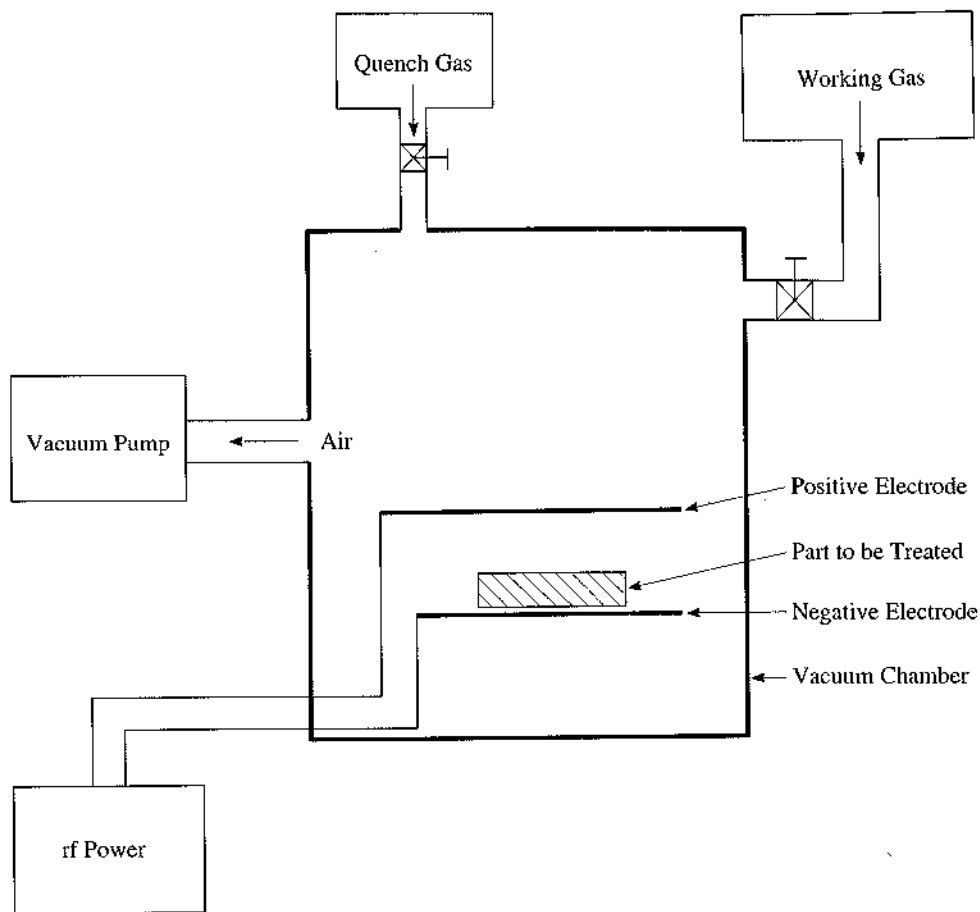 Quench Gas
Working Gas
Vacuum Pump
Air
Positive Electrode
Part to be Treated
Negative Electrode
Vacuum Chamber
rf Power